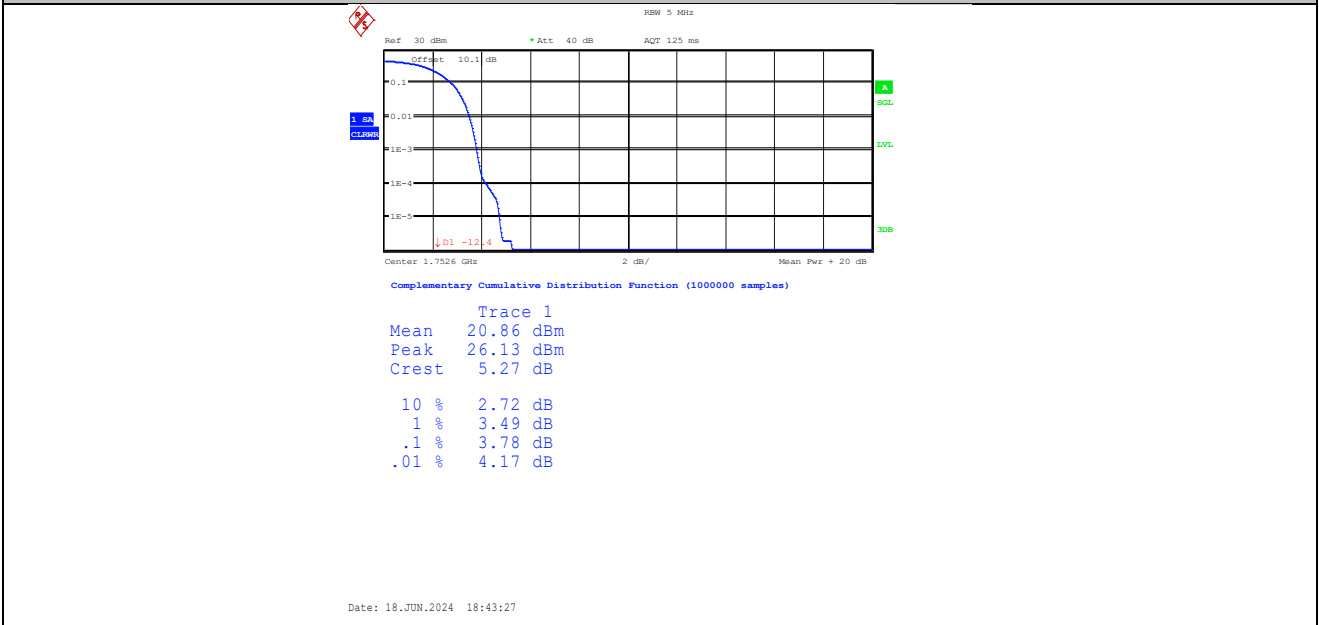 RBW 5 MHz
Ref 30 dBm * Att 40 dB AQT 125 ms
Offset 10.1 dB
0.1
A
SGL
1 SA
0.01
CLRWR
1E-3
LVL
1E-4
1E-5
3DB
D1 -12.4
Center 1.7526 GHz 2 dB/ Mean Pwr + 20 dB
Complementary Cumulative Distribution Function (1000000 samples)
Trace 1
Mean 20.86 dBm
Peak 26.13 dBm
Crest 5.27 dB
10 % 2.72 dB
1 % 3.49 dB
.1 % 3.78 dB
.01 % 4.17 dB
Date: 18.JUN.2024 18:43:27